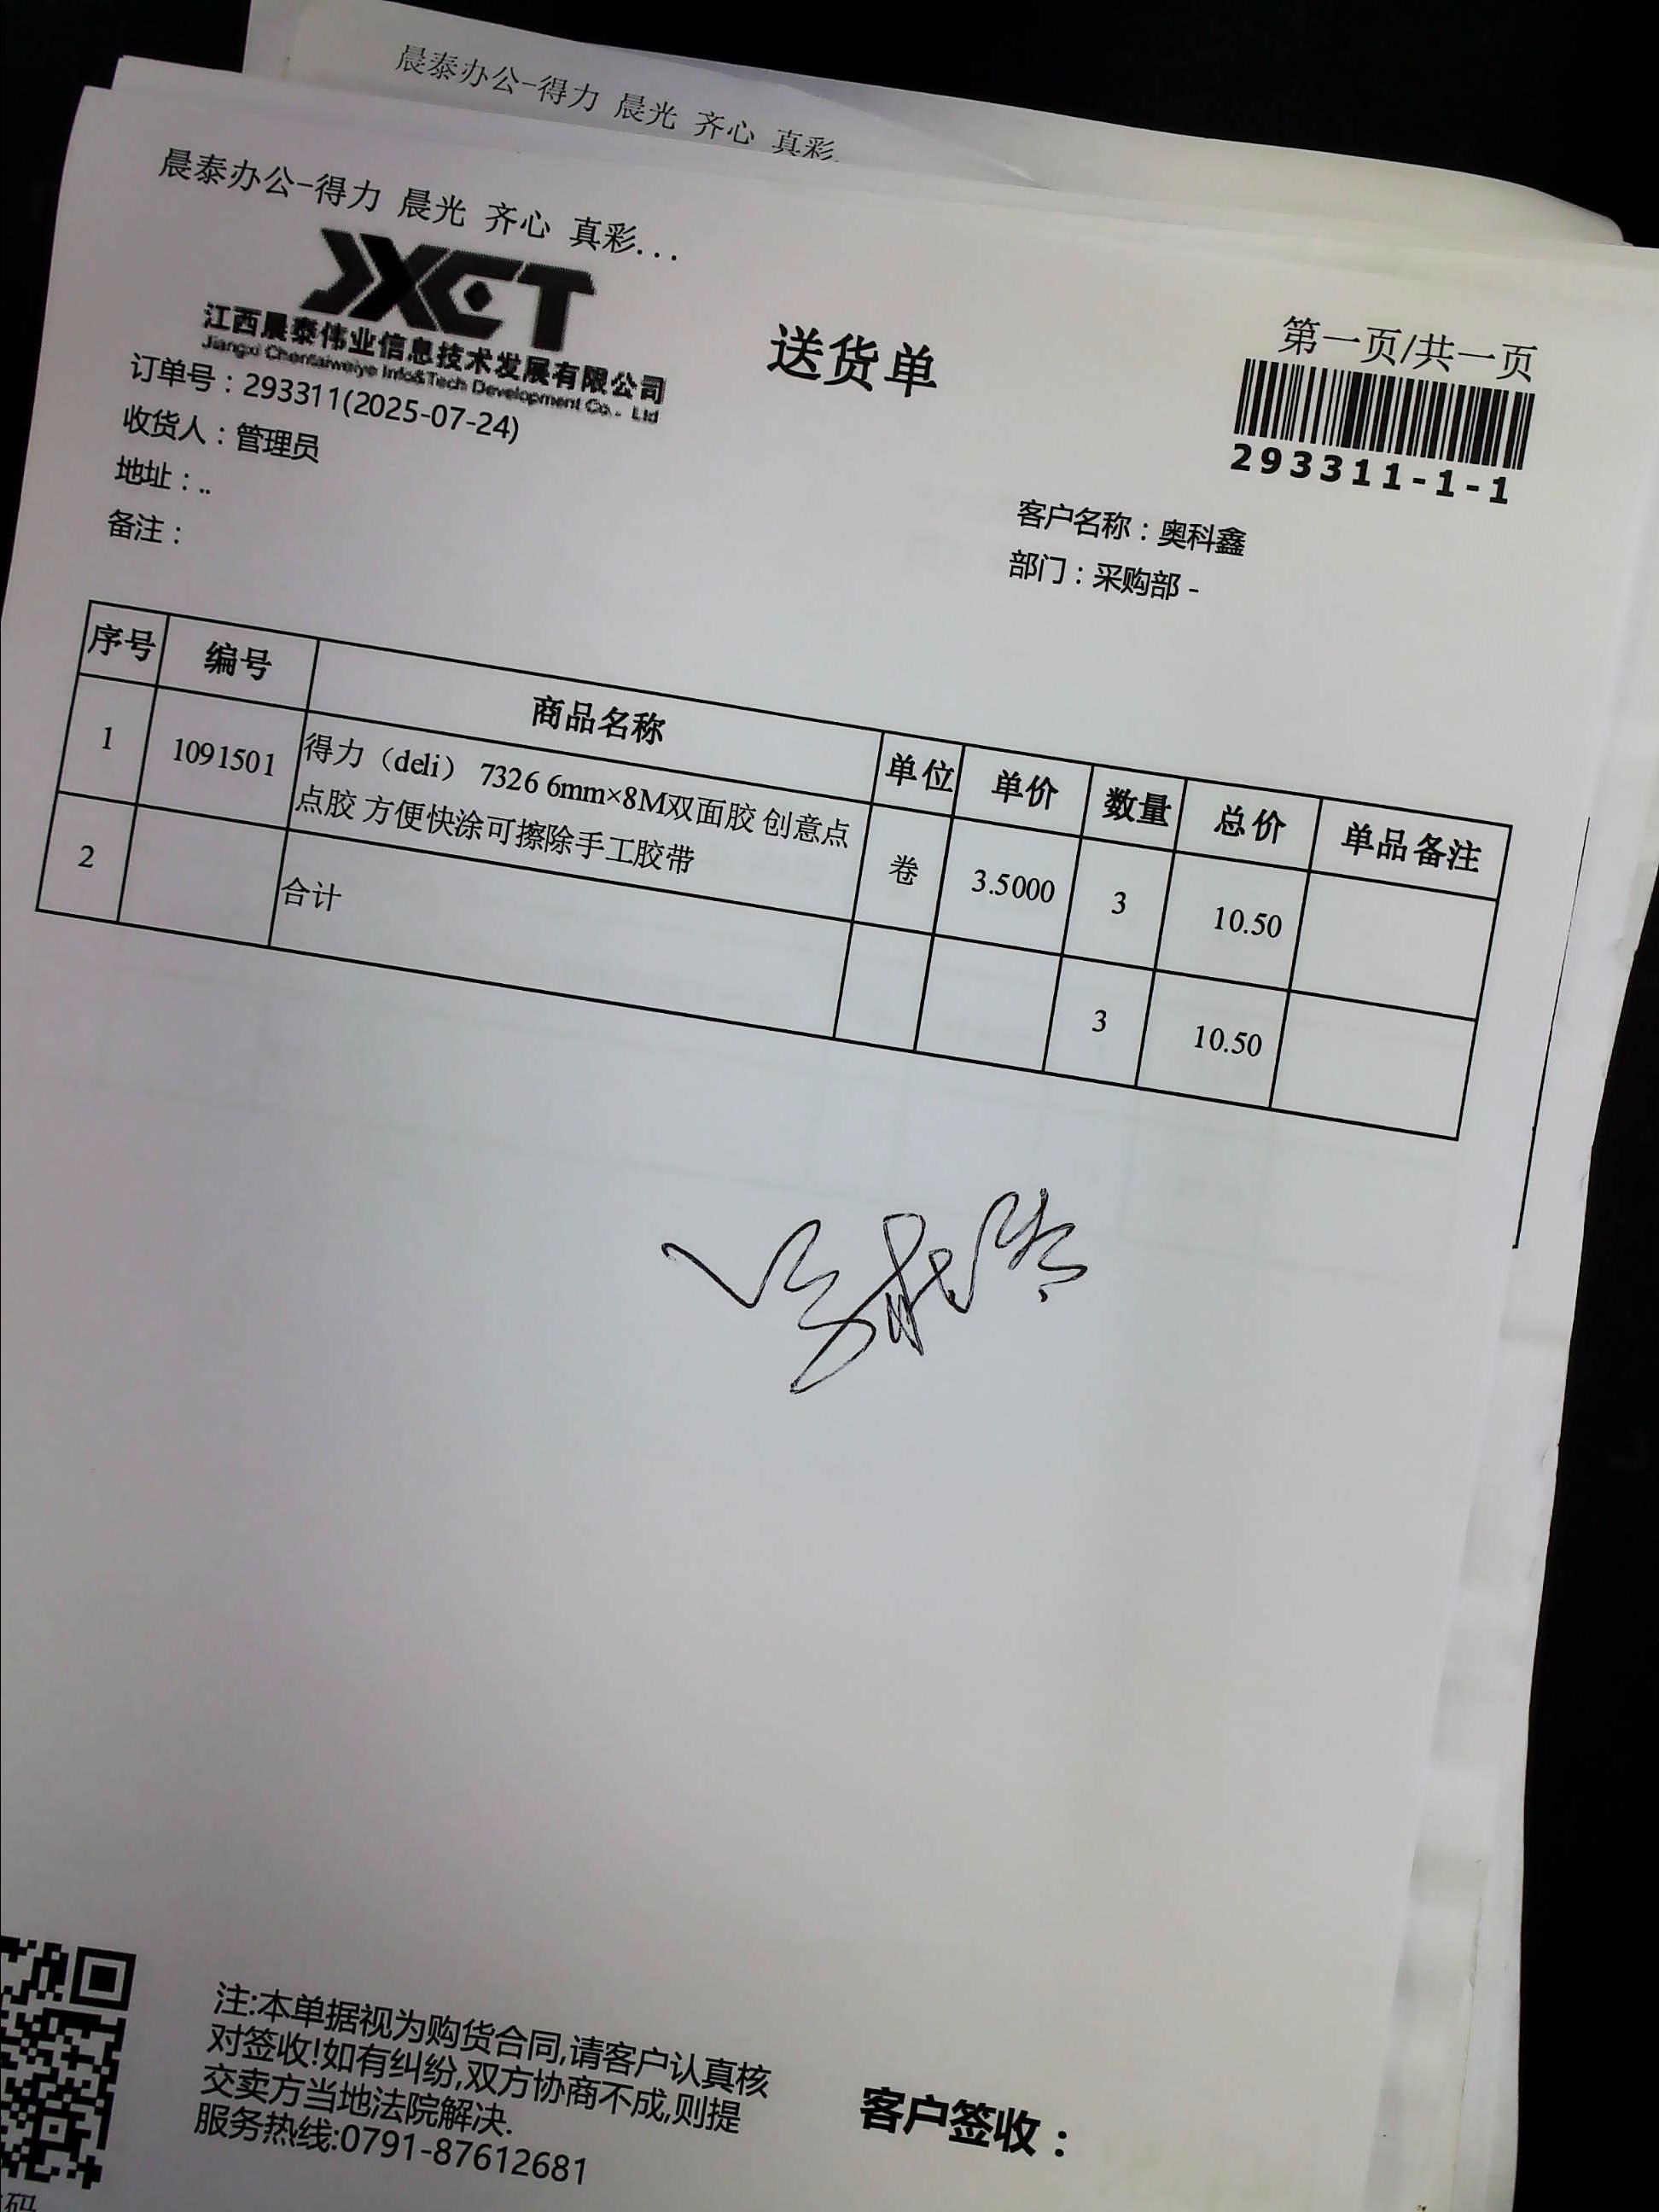 晨泰办公-得力 晨光 齐心 真彩
晨泰办公-得力 晨光 齐心 真彩...
JXCT
江西晨泰伟业信息技术发展有限公司
Jiangxi Chentaiweiye Info&Tech Development Co., Ltd
送货单
第一页/共一页
293311-1-1
订单号：293311(2025-07-24)
收货人：管理员
地址：..
备注：
客户名称：奥科鑫
部门：采购部 -
序号 编号 商品名称 单位 单价 数量 总价 单品备注
1 1091501 得力（deli） 7326 6mm×8M双面胶 创意点
点胶 方便快涂可擦除手工胶带 卷 3.5000 3 10.50
2 合计 3 10.50
注:本单据视为购货合同,请客户认真核
对签收!如有纠纷,双方协商不成,则提
交卖方当地法院解决.
服务热线:0791-87612681
客户签收：
码